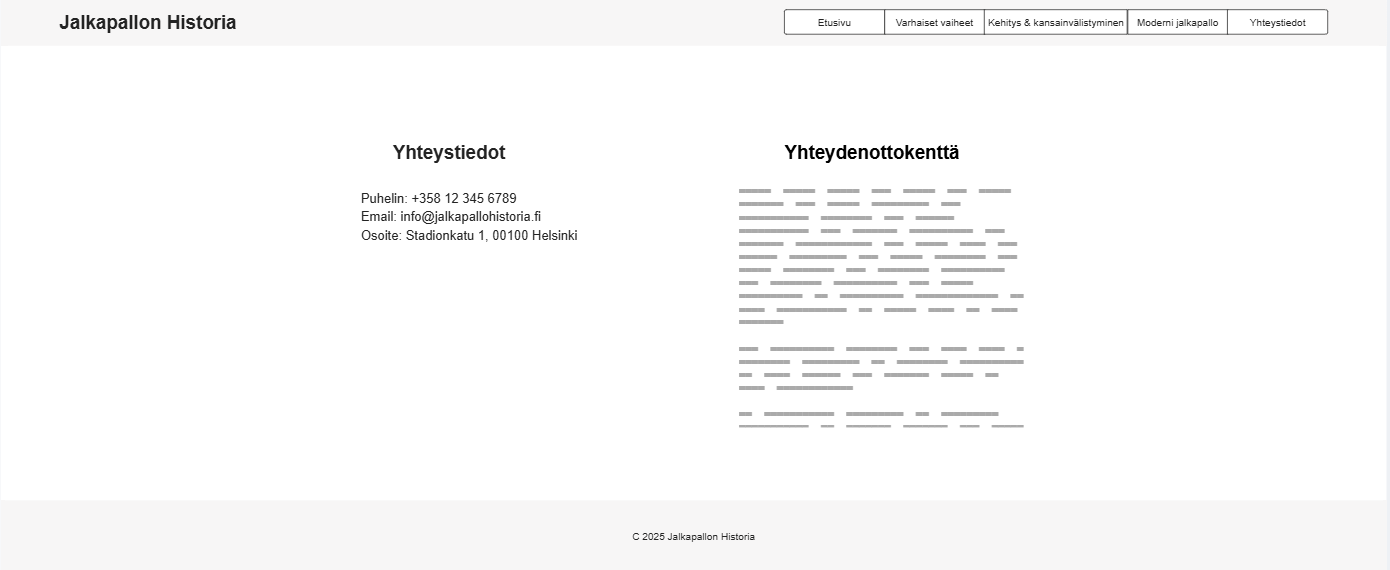 Jalkapallon Historia
Etusivu
Varhaiset vaiheet
Kehitys & kansainvälistyminen
Moderni jalkapallo
Yhteystiedot
Yhteystiedot
Puhelin: +358 12 345 6789
Email: info@jalkapallohistoria.fi
Osoite: Stadionkatu 1, 00100 Helsinki
Yhteydenottokenttä
C 2025 Jalkapallon Historia